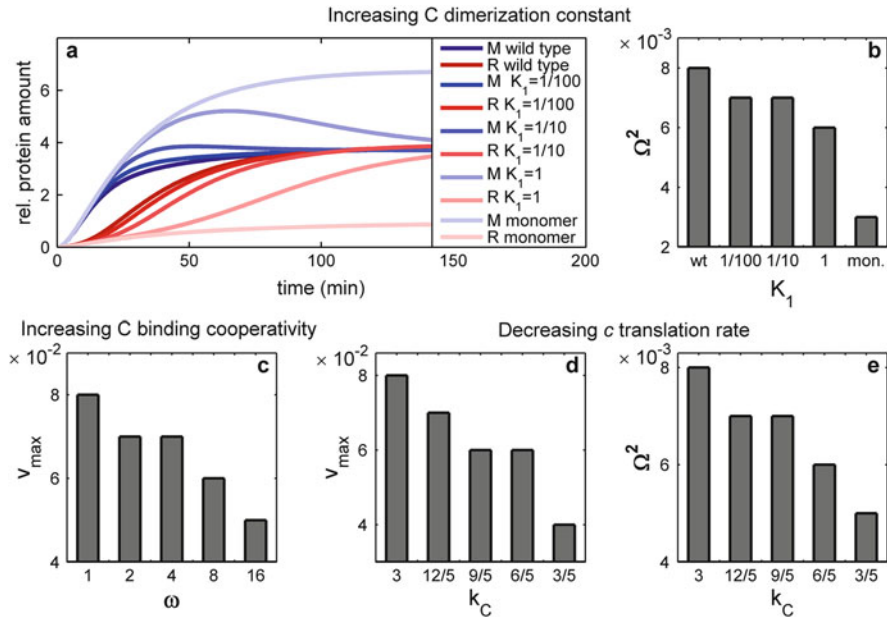 Increasing C dimerization constant
a
rel. protein amount
6
4
2
0
0 50 100 150 200
time (min)
M wild type
R wild type
M K₁=1/100
R K₁=1/100
M K₁=1/10
R K₁=1/10
M K₁=1
R K₁=1
M monomer
R monomer
× 10⁻³
b
Ω²
8
6
4
2
wt 1/100 1/10 1 mon.
K₁
Increasing C binding cooperativity
× 10⁻²
c
v_max
8
6
4
1 2 4 8 16
ω
Decreasing c translation rate
× 10⁻²
d
v_max
8
6
4
3 12/5 9/5 6/5 3/5
k_C
× 10⁻³
e
Ω²
8
6
4
3 12/5 9/5 6/5 3/5
k_C